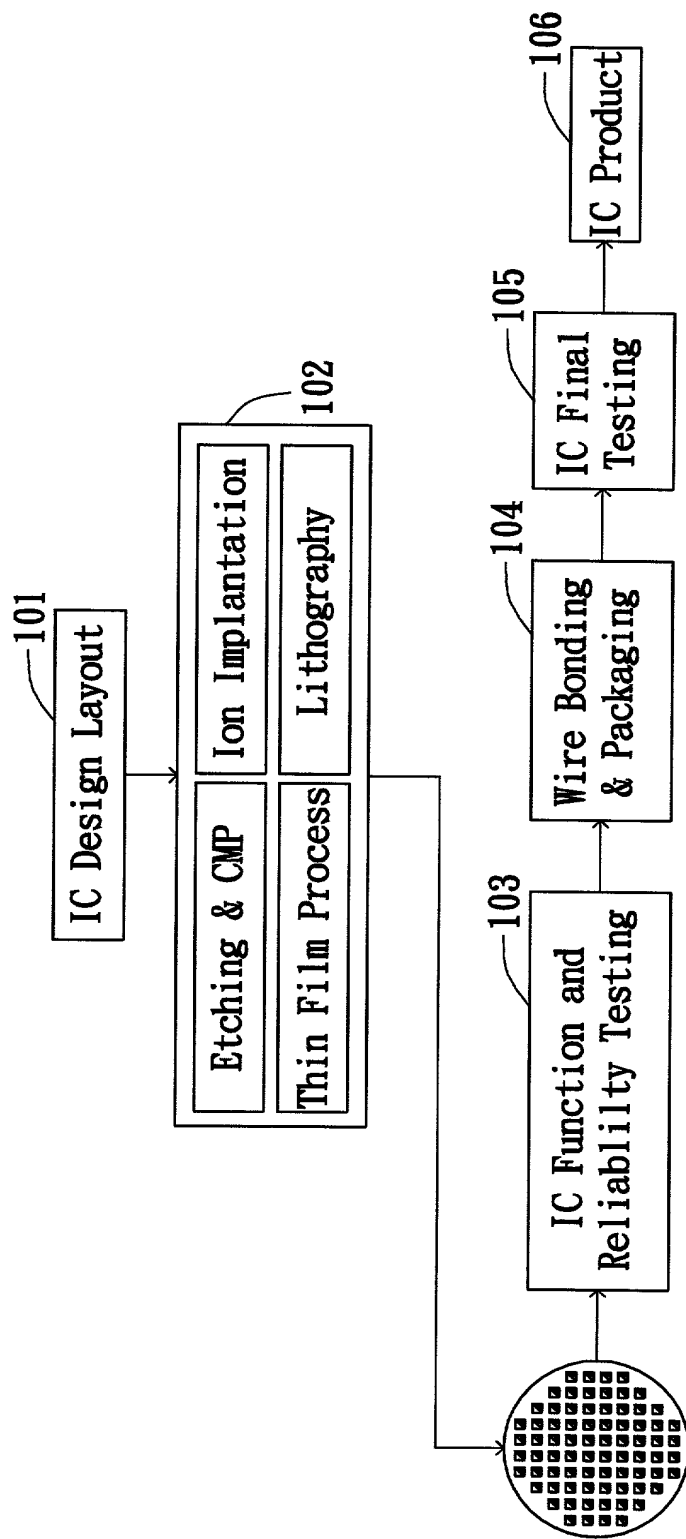 101
IC Design Layout
Etching & CMP
Ion Implantation
Thin Film Process
Lithography
102
103
IC Function and
Reliablilty Testing
104
Wire Bonding
& Packaging
105
IC Final
Testing
106
IC Product